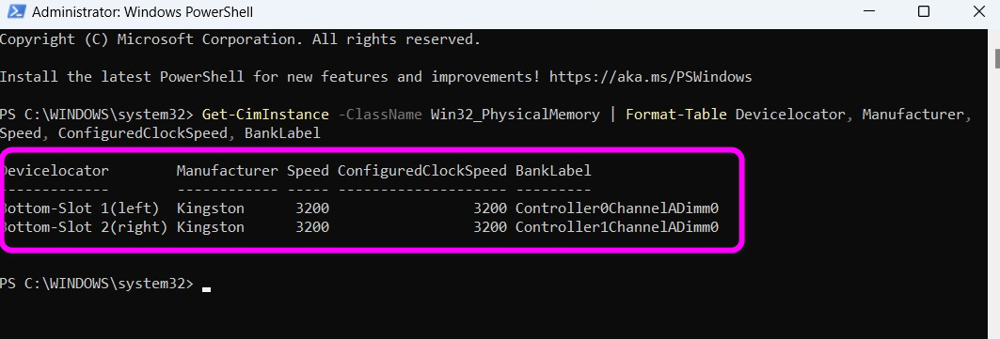 Administrator: Windows PowerShell
Copyright (C) Microsoft Corporation. All rights reserved.
Install the latest PowerShell for new features and improvements! https://aka.ms/PSWindows
PS C:\WINDOWS\system32> Get-CimInstance -ClassName Win32_PhysicalMemory | Format-Table Devicelocator, Manufacturer,
Speed, ConfiguredClockSpeed, BankLabel
Devicelocator        Manufacturer Speed ConfiguredClockSpeed BankLabel
-------------        ------------ ----- -------------------- ---------
Bottom-Slot 1(left)  Kingston      3200                 3200 Controller0ChannelADimm0
Bottom-Slot 2(right) Kingston      3200                 3200 Controller1ChannelADimm0
PS C:\WINDOWS\system32>